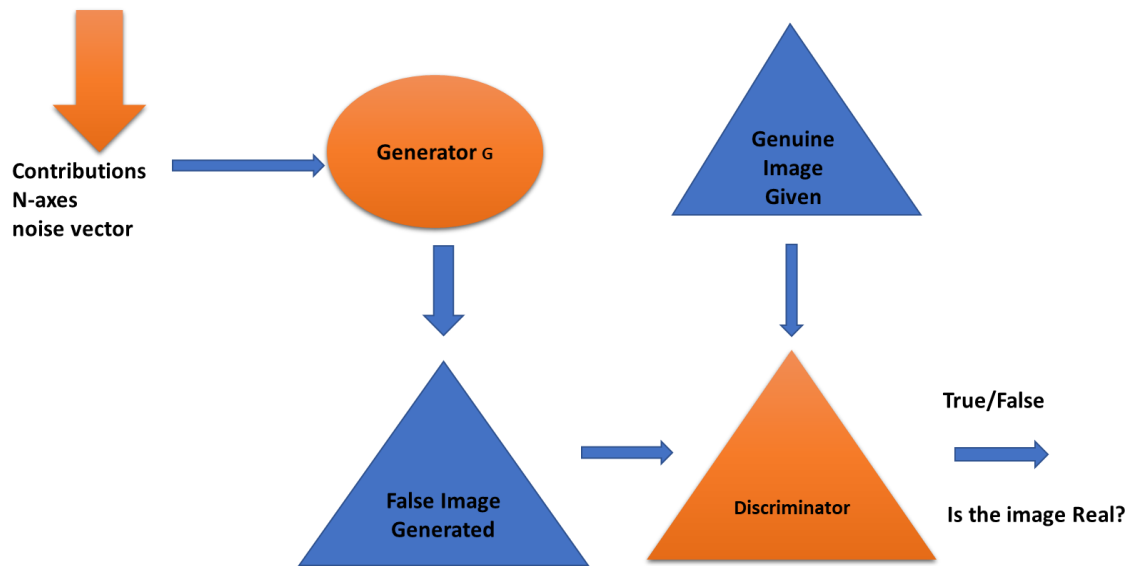 Contributions
N-axes
noise vector
Generator G
Genuine
Image
Given
False Image
Generated
Discriminator
True/False
Is the image Real?